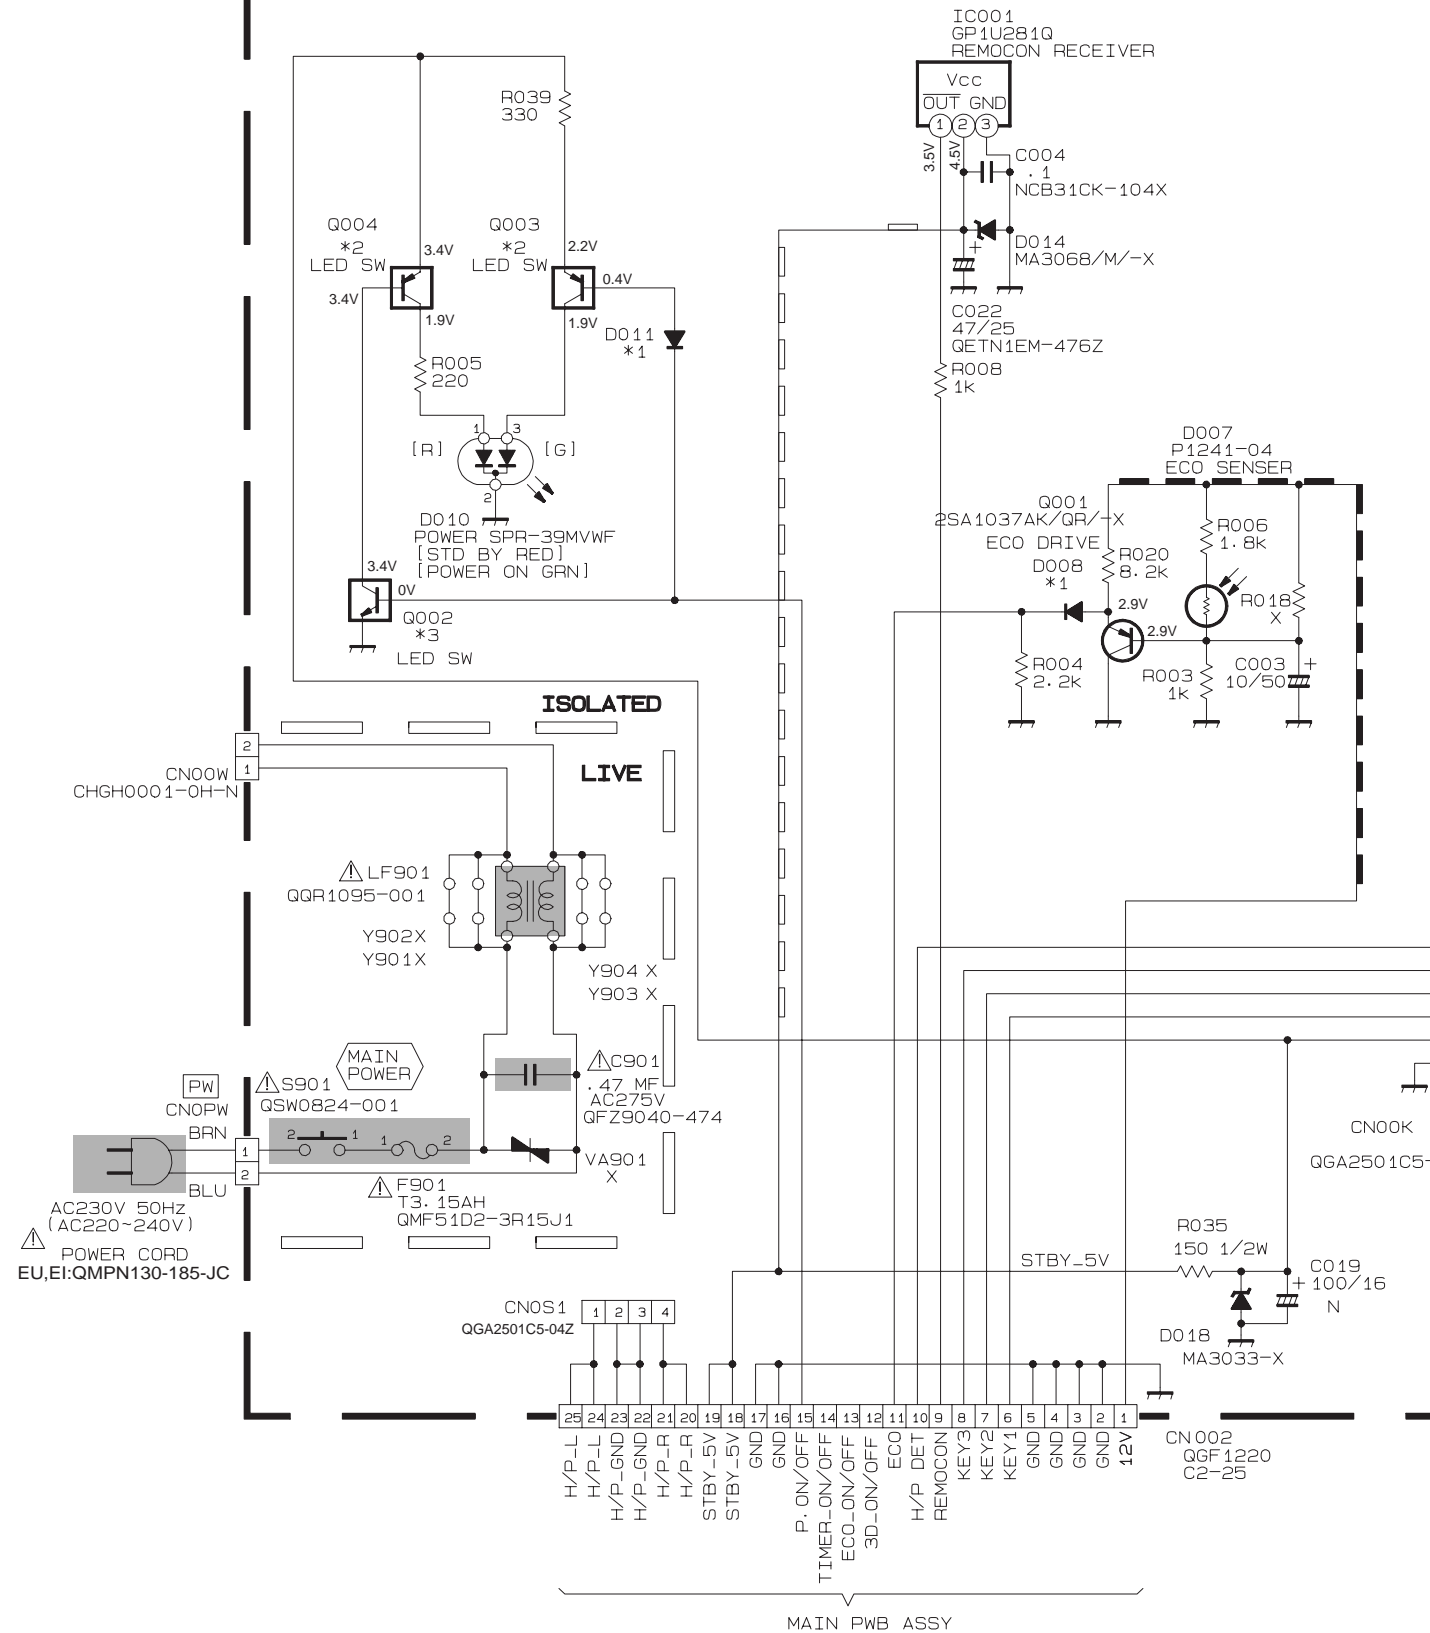 IC001
GP1U281Q
REMOCON RECEIVER
Vcc
OUT GND
1 2 3
3.5V
4.5V
C004
.1
NCB31CK-104X
D014
MA3068/M/-X
+
C022
47/25
QETN1EM-476Z
R008
1k
R039
330
Q004
*2
LED SW
3.4V
3.4V
1.9V
Q003
*2
LED SW
2.2V
0.4V
1.9V
D011
*1
R005
220
1 3
[R] [G]
2
D010
POWER SPR-39MVWF
[STD BY RED]
[POWER ON GRN]
3.4V
0V
Q002
*3
LED SW
D007
P1241-04
ECO SENSER
Q001
2SA1037AK/QR/-X
ECO DRIVE
D008
*1
R020
8.2k
R006
1.8k
R018
X
2.9V
2.9V
R004
2.2k
R003
1k
C003
10/50
+
ISOLATED
LIVE
2
1
CN00W
CHGH0001-0H-N
LF901
QQR1095-001
Y902X
Y901X
Y904 X
Y903 X
MAIN
POWER
C901
.47 MF
AC275V
QFZ9040-474
PW
CN0PW
S901
QSW0824-001
BRN
1
2
BLU
2 1 1 2
VA901
X
F901
T3.15AH
QMF51D2-3R15J1
AC230V 50Hz
(AC220~240V)
POWER CORD
EU,EI:QMPN130-185-JC
CN00K
QGA2501C5-
R035
150 1/2W
STBY_5V
C019
+ 100/16
N
D018
MA3033-X
CN0S1
QGA2501C5-04Z
1 2 3 4
25 24 23 22 21 20 19 18 17 16 15 14 13 12 11 10 9 8 7 6 5 4 3 2 1
H/P_L
H/P_L
H/P_GND
H/P_GND
H/P_R
H/P_R
STBY_5V
STBY_5V
GND
GND
P. ON/OFF
TIMER_ON/OFF
ECO_ON/OFF
3D_ON/OFF
ECO
H/P DET
REMOCON
KEY3
KEY2
KEY1
GND
GND
GND
GND
12V
CN002
QGF1220
C2-25
MAIN PWB ASSY